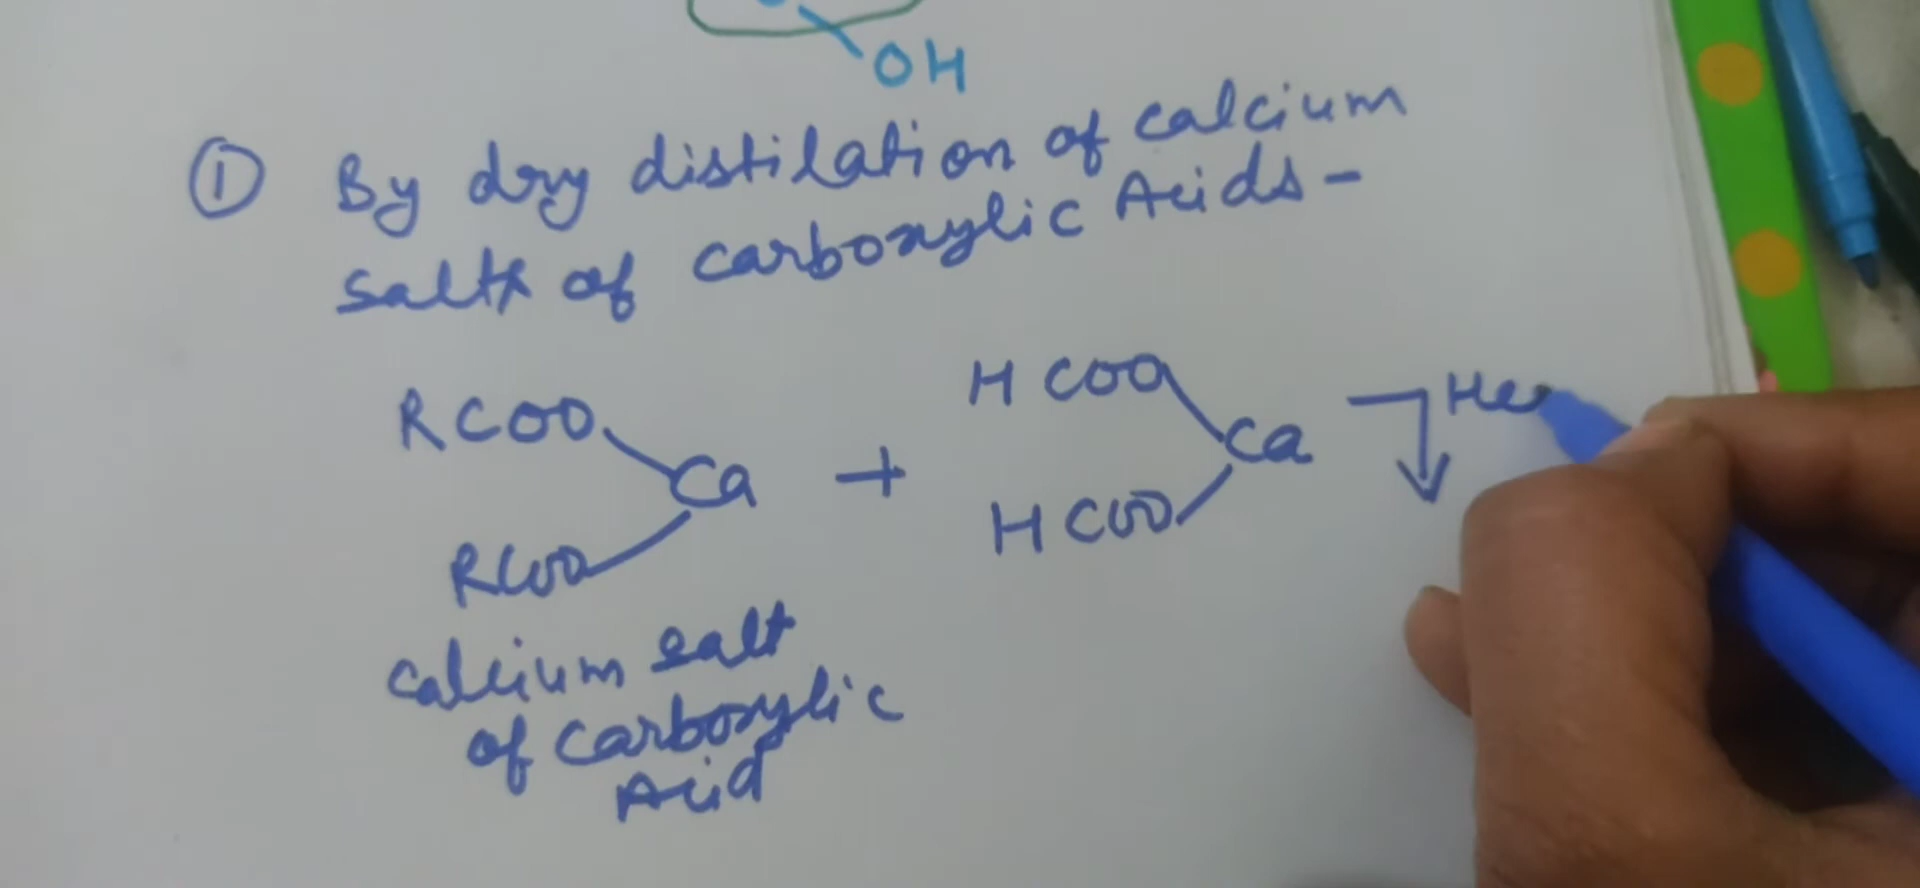 OH
① By dry distilation of calcium
salts of carboxylic Acids -
RCOO HCOO
Ca + Ca
RCOO HCOO
calcium salt
of carboxylic
Acid